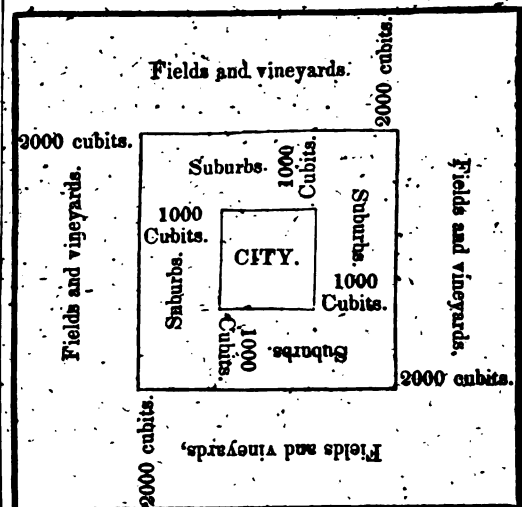 Fields and vineyards.
2000 cubits.
2000 cubits.
Suburbs.
1000
Cubits.
Fields and vineyards.
Fields and vineyards,
1000
Cubits.
Suburbs.
CITY.
Suburbs.
1000
Cubits.
1000
Cubits.
Suburbs.
2000 cubits.
2000 cubits.
Fields and vineyards,